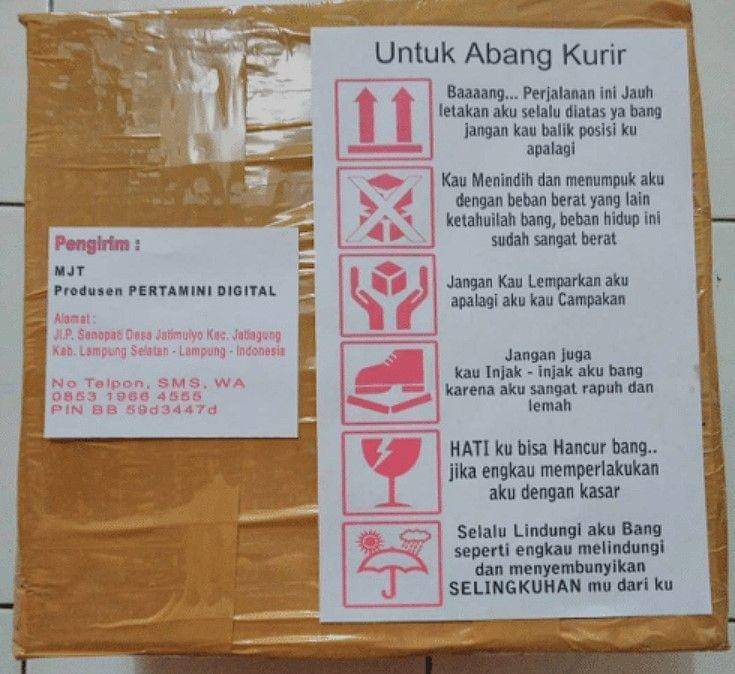 Untuk Abang Kurir
Baaaang... Perjalanan ini Jauh
letakan aku selalu diatas ya bang
jangan kau balik posisi ku
apalagi
Kau Menindih dan menumpuk aku
dengan beban berat yang lain
ketahuilah bang, beban hidup ini
sudah sangat berat
Jangan Kau Lemparkan aku
apalagi aku kau Campakan
Jangan juga
kau Injak - injak aku bang
karena aku sangat rapuh dan
lemah
HATI ku bisa Hancur bang..
jika engkau memperlakukan
aku dengan kasar
Selalu Lindungi aku Bang
seperti engkau melindungi
dan menyembunyikan
SELINGKUHAN mu dari ku
Pengirim :
MJT
Produsen PERTAMINI DIGITAL
Alamat :
Jl.P. Senopati Desa Jatimulyo Kec. Jatiagung
Kab. Lampung Selatan - Lampung - Indonesia
No Telpon, SMS, WA
0853 1966 4555
PIN BB 59d3447d